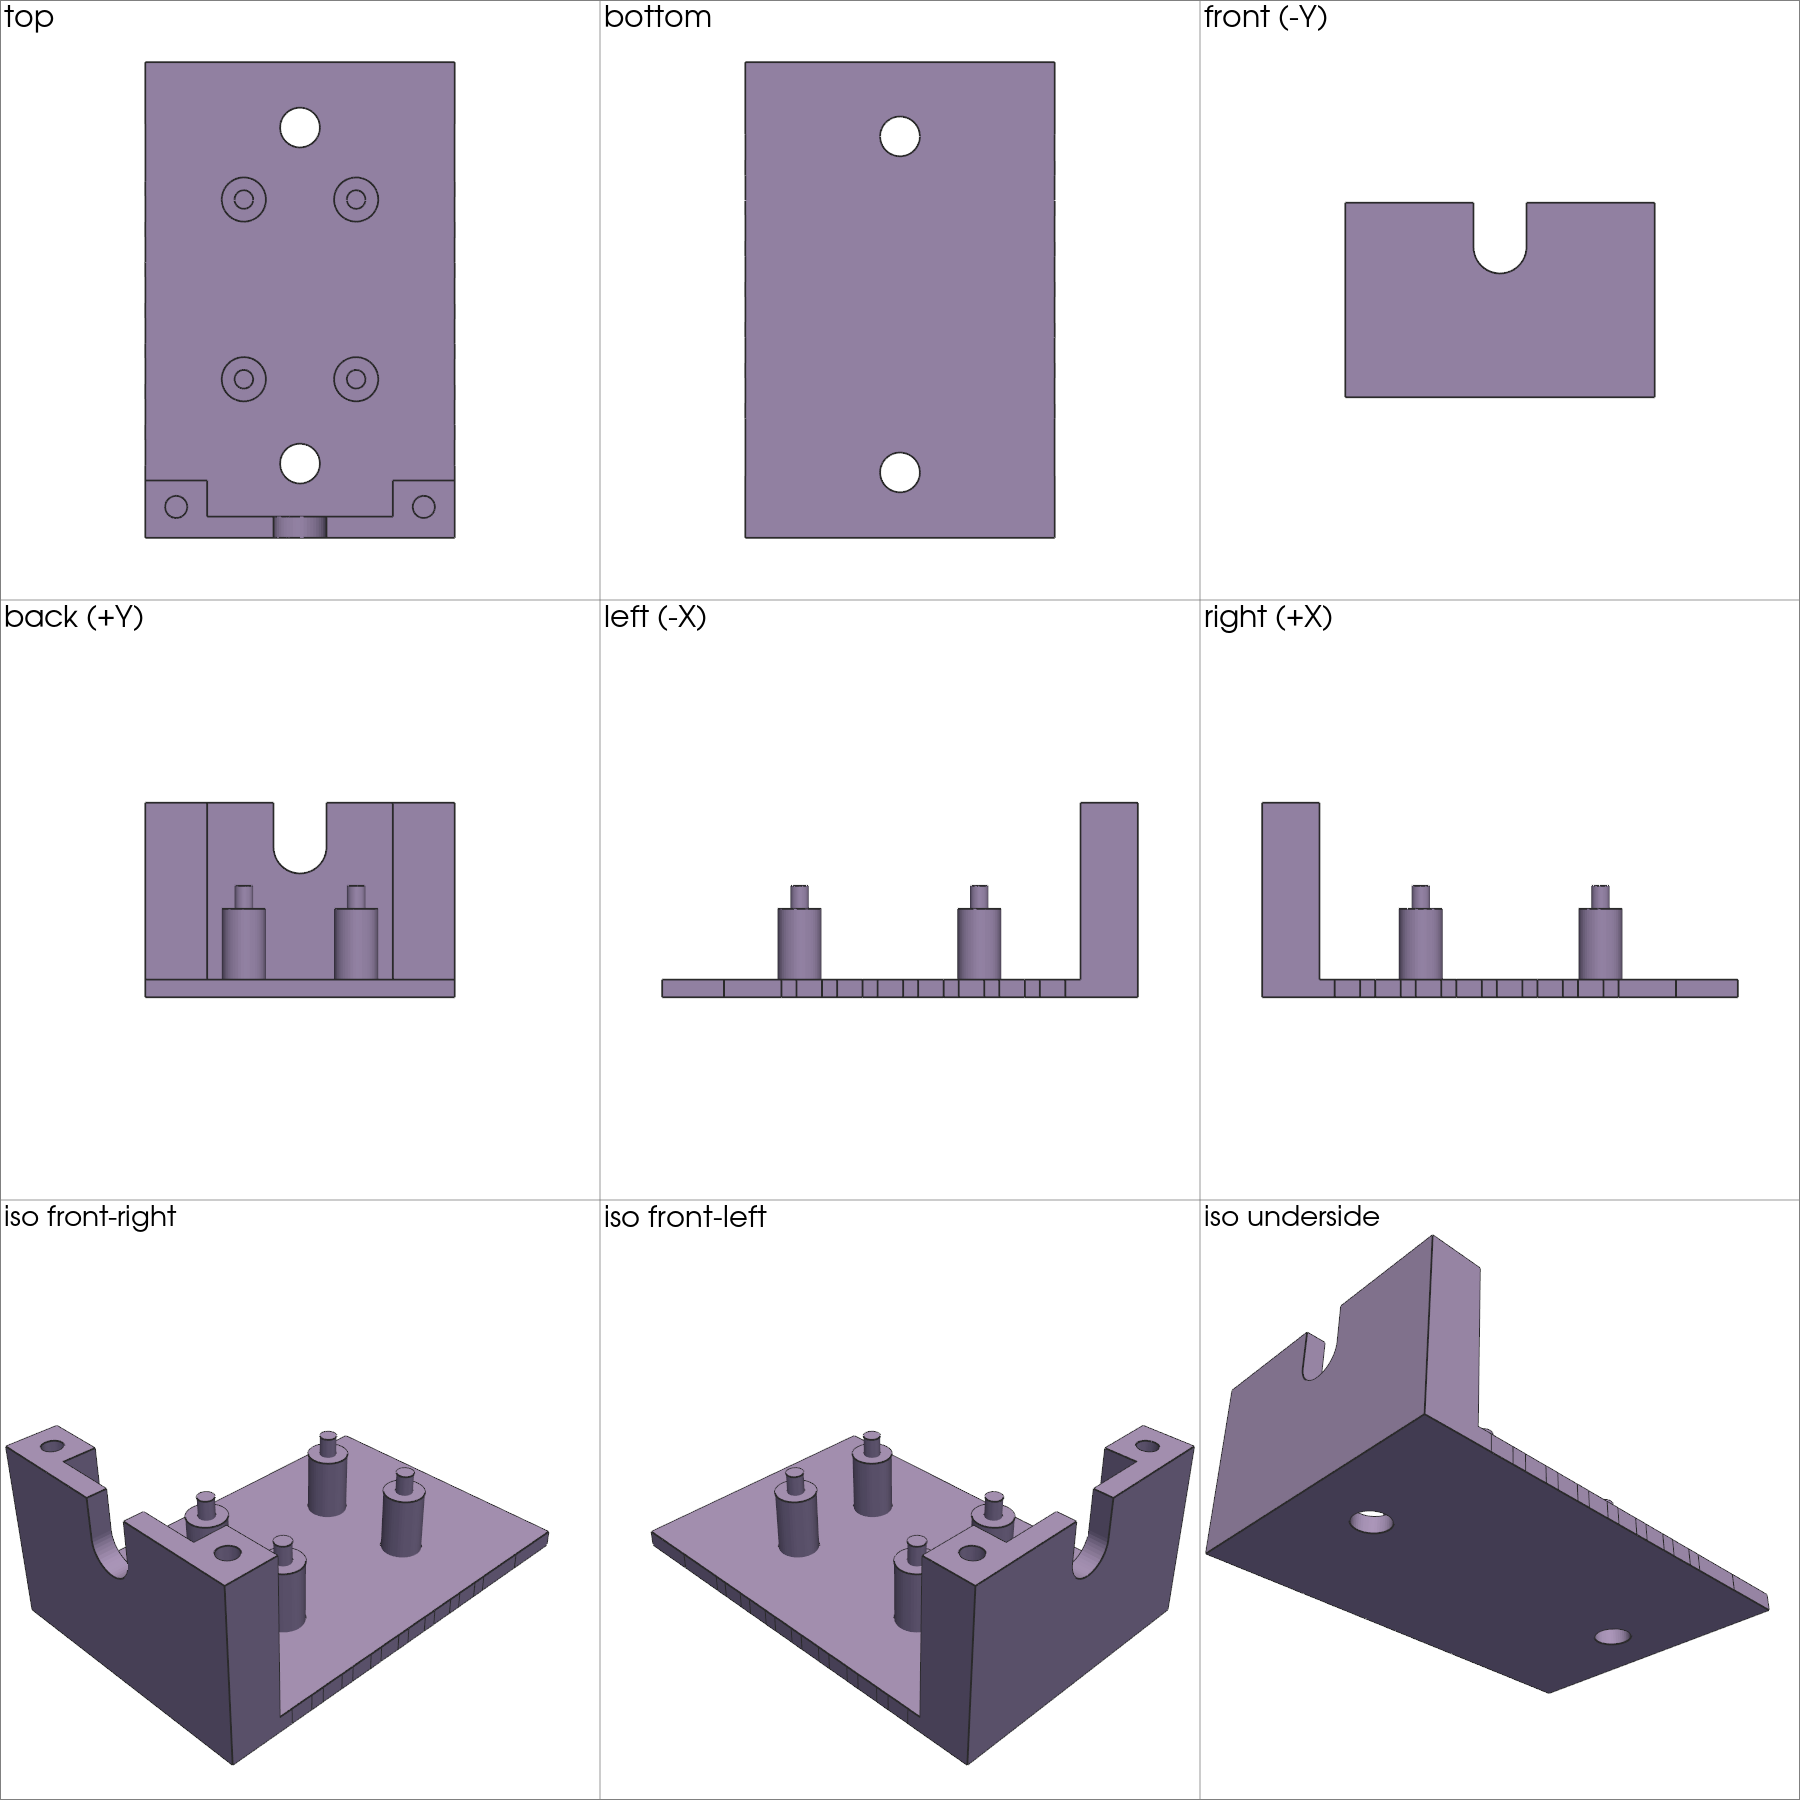 top
bottom
front (-Y)
back (+Y)
left (-X)
right (+X)
iso front-right
iso front-left
iso underside